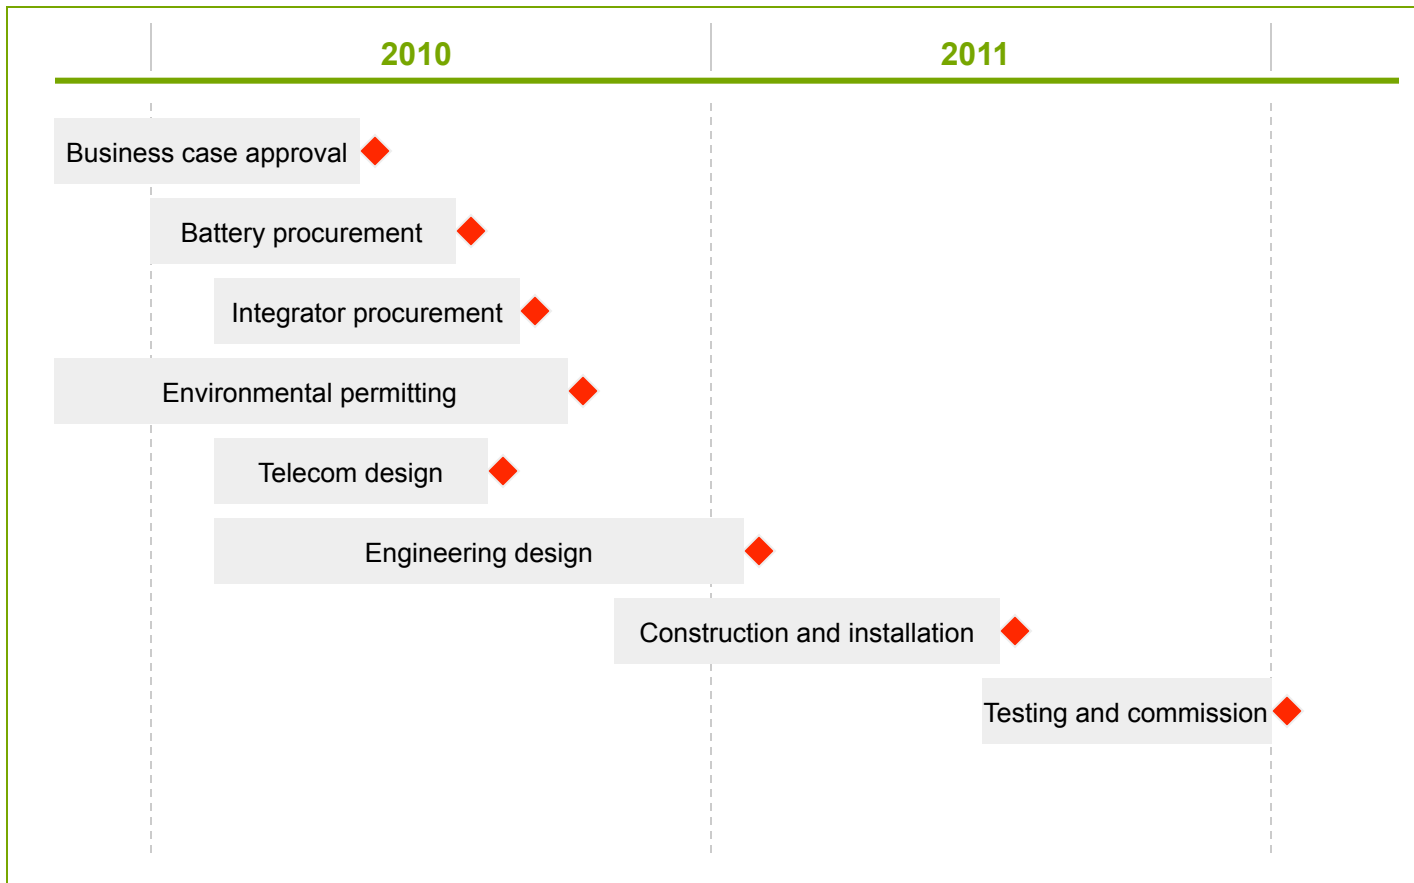 2010 2011
Business case approval
Battery procurement
Integrator procurement
Environmental permitting
Telecom design
Engineering design
Construction and installation
Testing and commission